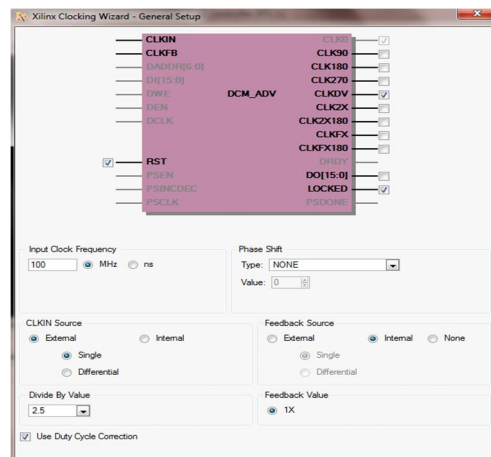 Xilinx Clocking Wizard - General Setup
CLKIN CLK0
CLKFB CLK90
DADDR[6:0] CLK180
DI[15:0] CLK270
DWE DCM_ADV CLKDV
DEN CLK2X
DCLK CLK2X180
CLKFX
CLKFX180
RST DRDY
PSEN DO[15:0]
PSINCDEC LOCKED
PSCLK PSDONE
Input Clock Frequency Phase Shift
100 MHz ns Type: NONE
Value: 0
CLKIN Source Feedback Source
External Internal External Internal None
Single Single
Differential Differential
Divide By Value Feedback Value
2.5 1X
Use Duty Cycle Correction